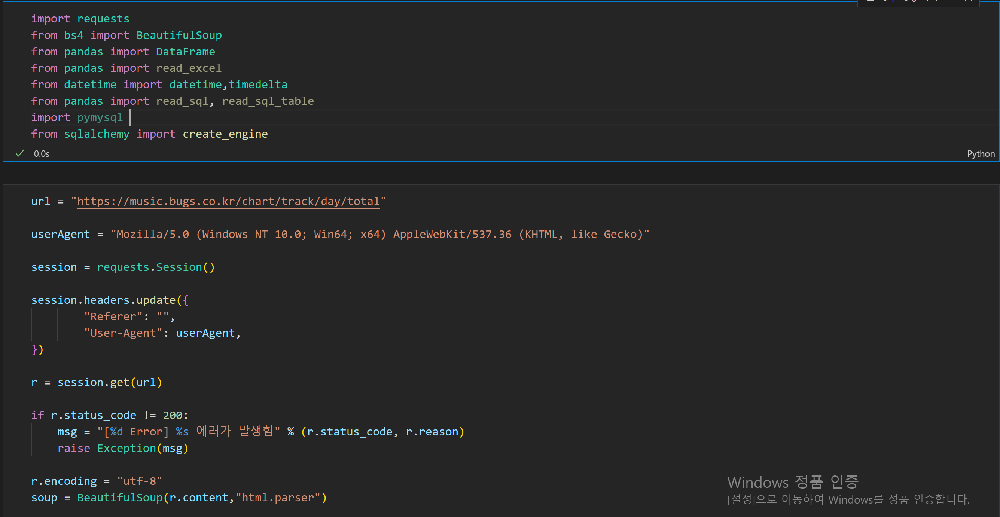 import requests
from bs4 import BeautifulSoup
from pandas import DataFrame
from pandas import read_excel
from datetime import datetime,timedelta
from pandas import read_sql, read_sql_table
import pymysql
from sqlalchemy import create_engine
0.0s
Python
url = "https://music.bugs.co.kr/chart/track/day/total"
userAgent = "Mozilla/5.0 (Windows NT 10.0; Win64; x64) AppleWebKit/537.36 (KHTML, like Gecko)"
session = requests.Session()
session.headers.update({
        "Referer": "",
        "User-Agent": userAgent,
})
r = session.get(url)
if r.status_code != 200:
    msg = "[%d Error] %s 에러가 발생함" % (r.status_code, r.reason)
    raise Exception(msg)
r.encoding = "utf-8"
soup = BeautifulSoup(r.content,"html.parser")
Windows 정품 인증
[설정]으로 이동하여 Windows를 정품 인증합니다.